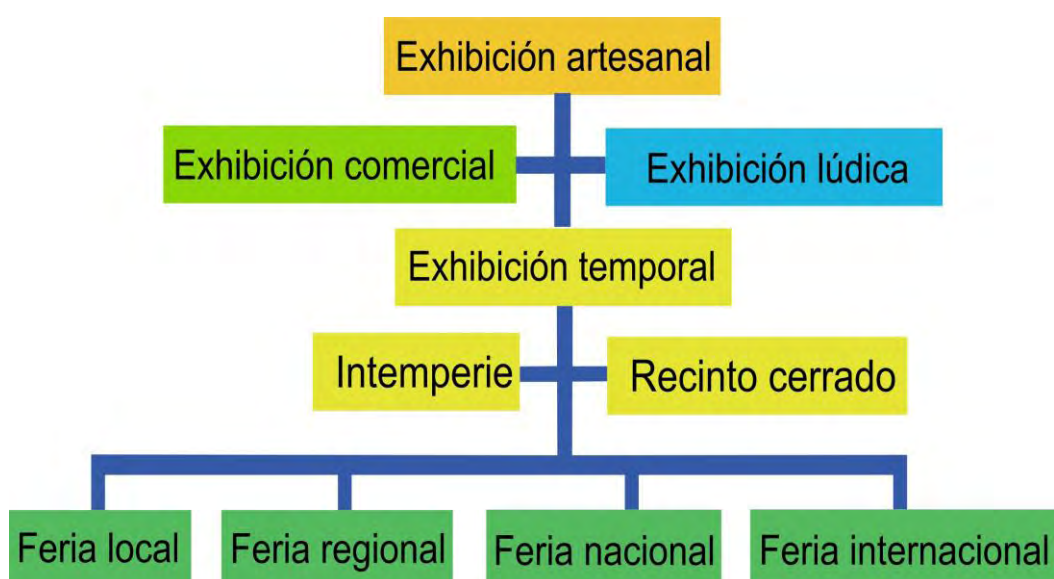 Exhibición artesanal
Exhibición comercial
Exhibición lúdica
Exhibición temporal
Intemperie
Recinto cerrado
Feria local
Feria regional
Feria nacional
Feria internacional